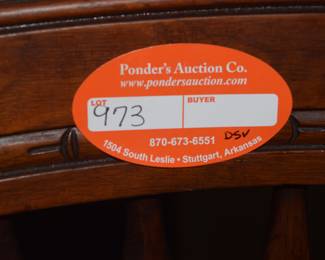 Ponder's Auction Co.
www.pondersauction.com
LOT BUYER
973
870-673-6551 DSV
1504 South Leslie • Stuttgart, Arkansas